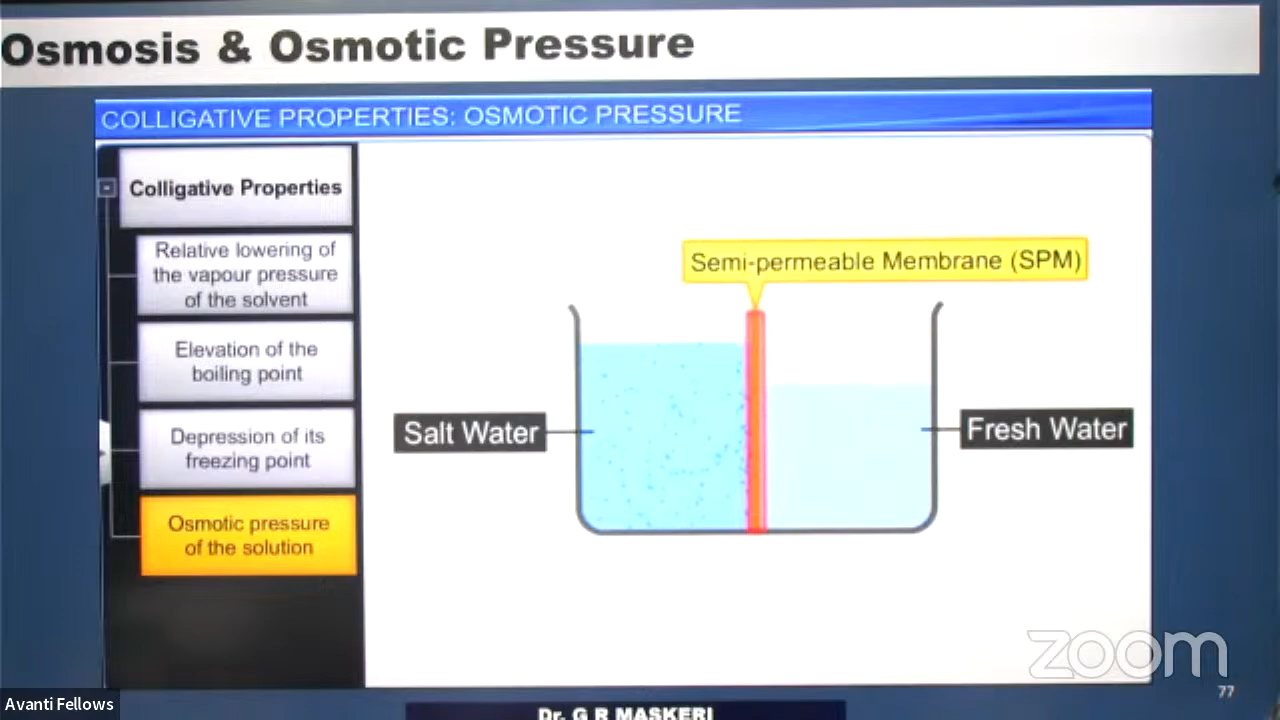 Osmosis & Osmotic Pressure
COLLIGATIVE PROPERTIES: OSMOTIC PRESSURE
Colligative Properties
Relative lowering of
the vapour pressure
of the solvent
Elevation of the
boiling point
Depression of its
freezing point
Osmotic pressure
of the solution
Semi-permeable Membrane (SPM)
Salt Water
Fresh Water
zoom
77
Avanti Fellows
Dr. G R MASKERI